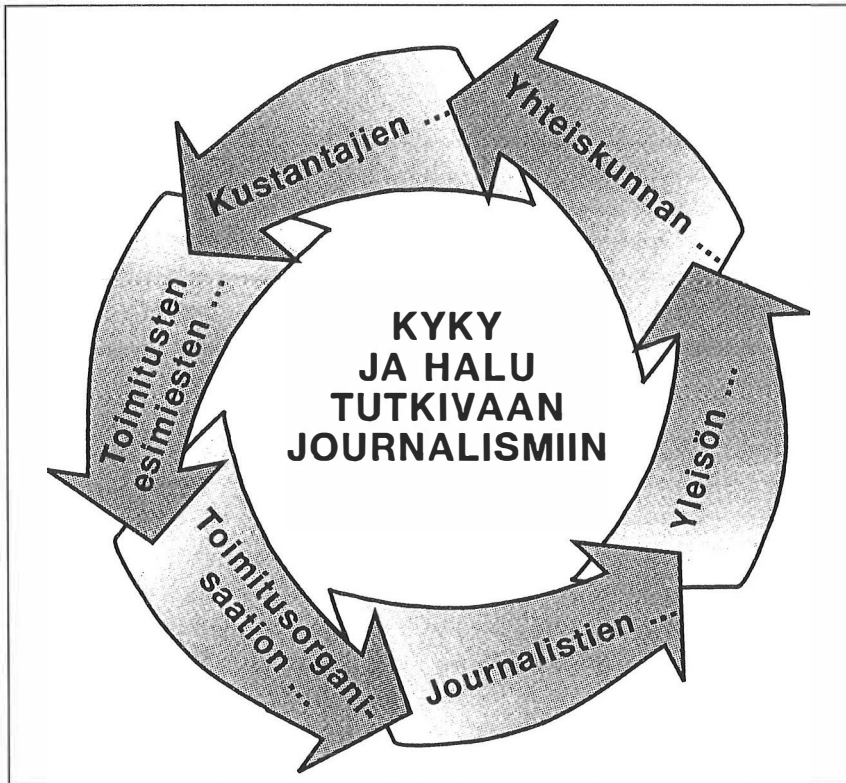 Yhteiskunnan ...
Kustantajien ...
Toimitusten
esimiesten ...
Toimitusorgani-
saation ...
Journalistien ...
Yleisön ...
KYKY
JA HALU
TUTKIVAAN
JOURNALISMIIN